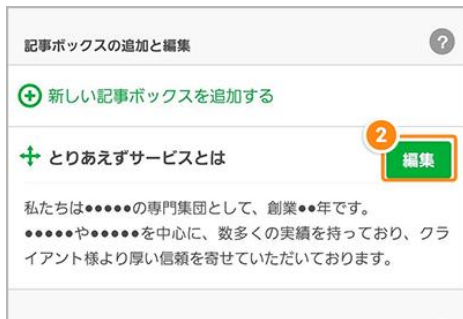 記事ボックスの追加と編集
?
新しい記事ボックスを追加する
2
とりあえずサービスとは
編集
私たちは●●●●●の専門集団として、創業●●年です。
●●●●●や●●●●●を中心に、数多くの実績を持っており、クラ
イアント様より厚い信頼を寄せていただいております。